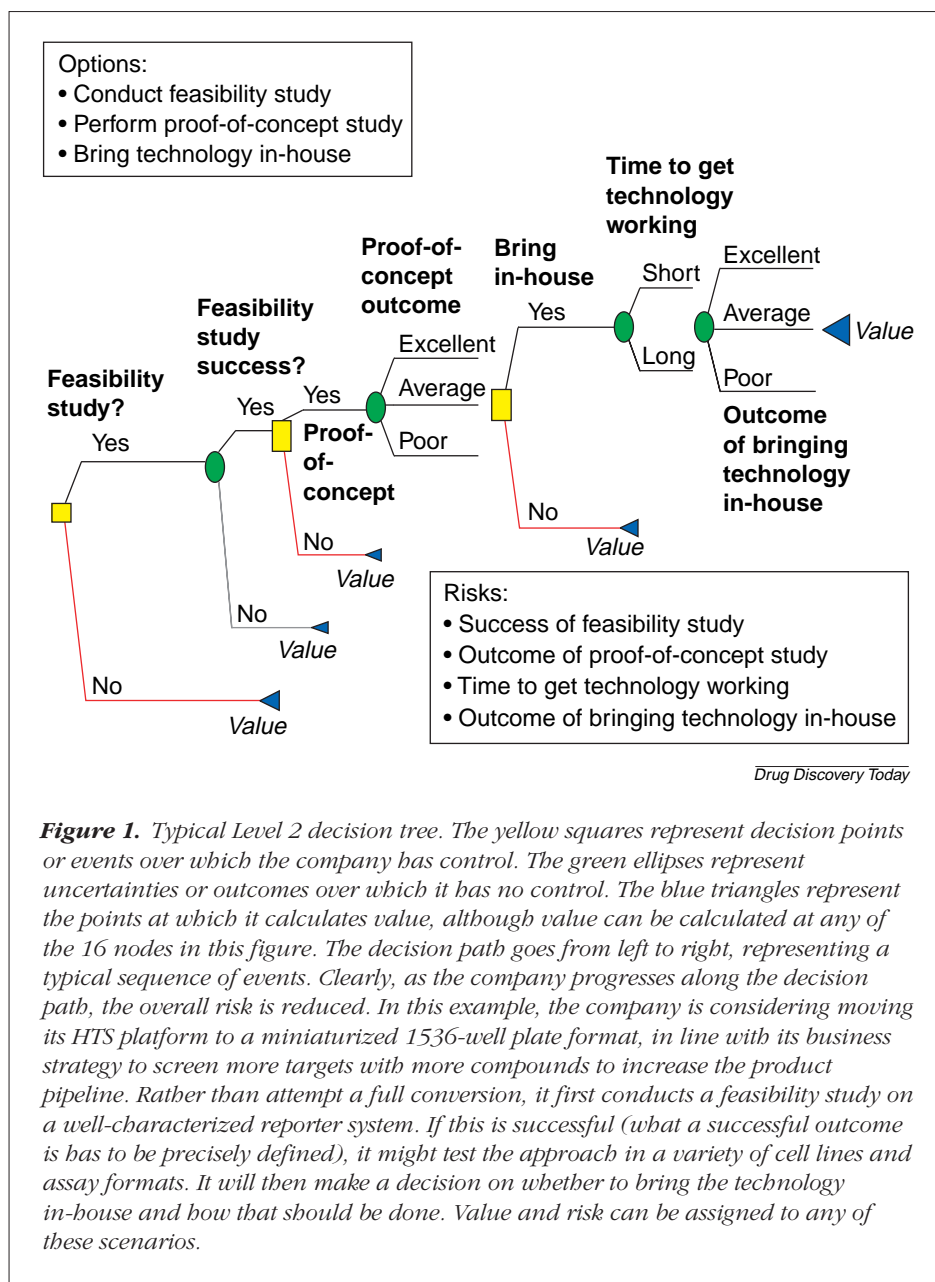 Options:
• Conduct feasibility study
• Perform proof-of-concept study
• Bring technology in-house
Time to get
technology
working
Proof-of-
concept
outcome
Bring
in-house
Short
Long
Yes
Excellent
Average
Poor
Value
Outcome
of bringing
technology
in-house
Feasibility
study
success?
Excellent
Average
Poor
Feasibility
study?
Yes
Yes
Yes
Proof-
of-
concept
No
Value
No
Value
No
Value
No
Value
Risks:
• Success of feasibility study
• Outcome of proof-of-concept study
• Time to get technology working
• Outcome of bringing technology in-house
Drug Discovery Today
Figure 1. Typical Level 2 decision tree. The yellow squares represent decision points
or events over which the company has control. The green ellipses represent
uncertainties or outcomes over which it has no control. The blue triangles represent
the points at which it calculates value, although value can be calculated at any of
the 16 nodes in this figure. The decision path goes from left to right, representing a
typical sequence of events. Clearly, as the company progresses along the decision
path, the overall risk is reduced. In this example, the company is considering moving
its HTS platform to a miniaturized 1536-well plate format, in line with its business
strategy to screen more targets with more compounds to increase the product
pipeline. Rather than attempt a full conversion, it first conducts a feasibility study on
a well-characterized reporter system. If this is successful (what a successful outcome
is has to be precisely defined), it might test the approach in a variety of cell lines and
assay formats. It will then make a decision on whether to bring the technology
in-house and how that should be done. Value and risk can be assigned to any of
these scenarios.